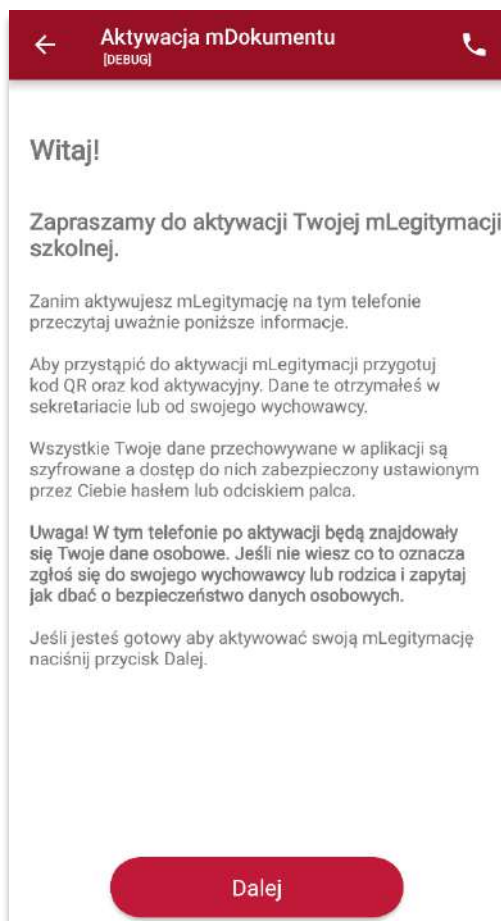 Aktywacja mDokumentu
[DEBUG]
Witaj!
Zapraszamy do aktywacji Twojej mLegitymacji
szkolnej.
Zanim aktywujesz mLegitymację na tym telefonie
przeczytaj uważnie poniższe informacje.
Aby przystąpić do aktywacji mLegitymacji przygotuj
kod QR oraz kod aktywacyjny. Dane te otrzymałeś w
sekretariacie lub od swojego wychowawcy.
Wszystkie Twoje dane przechowywane w aplikacji są
szyfrowane a dostęp do nich zabezpieczony ustawionym
przez Ciebie hasłem lub odciskiem palca.
Uwaga! W tym telefonie po aktywacji będą znajdowały
się Twoje dane osobowe. Jeśli nie wiesz co to oznacza
zgłoś się do swojego wychowawcy lub rodzica i zapytaj
jak dbać o bezpieczeństwo danych osobowych.
Jeśli jesteś gotowy aby aktywować swoją mLegitymację
naciśnij przycisk Dalej.
Dalej